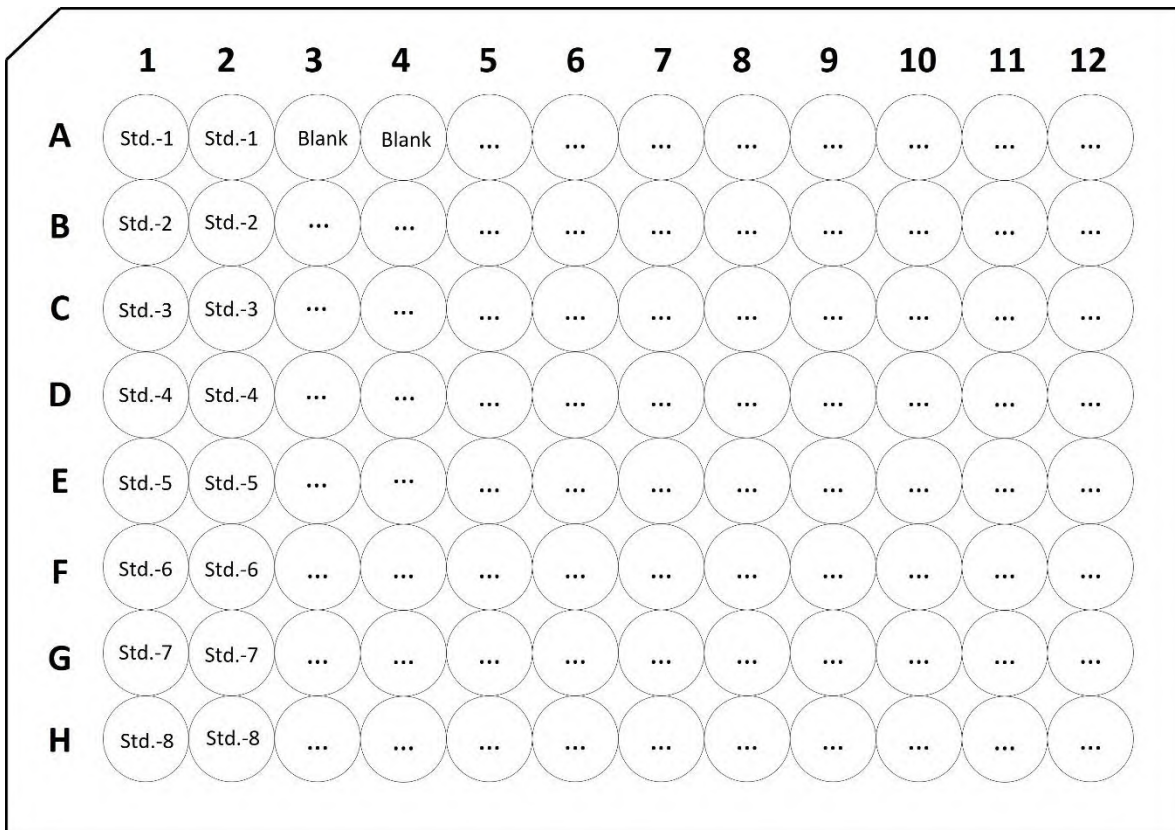 1 2 3 4 5 6 7 8 9 10 11 12
A Std.-1 Std.-1 Blank Blank ... ... ... ... ... ... ... ...
B Std.-2 Std.-2 ... ... ... ... ... ... ... ... ... ...
C Std.-3 Std.-3 ... ... ... ... ... ... ... ... ... ...
D Std.-4 Std.-4 ... ... ... ... ... ... ... ... ... ...
E Std.-5 Std.-5 ... ... ... ... ... ... ... ... ... ...
F Std.-6 Std.-6 ... ... ... ... ... ... ... ... ... ...
G Std.-7 Std.-7 ... ... ... ... ... ... ... ... ... ...
H Std.-8 Std.-8 ... ... ... ... ... ... ... ... ... ...